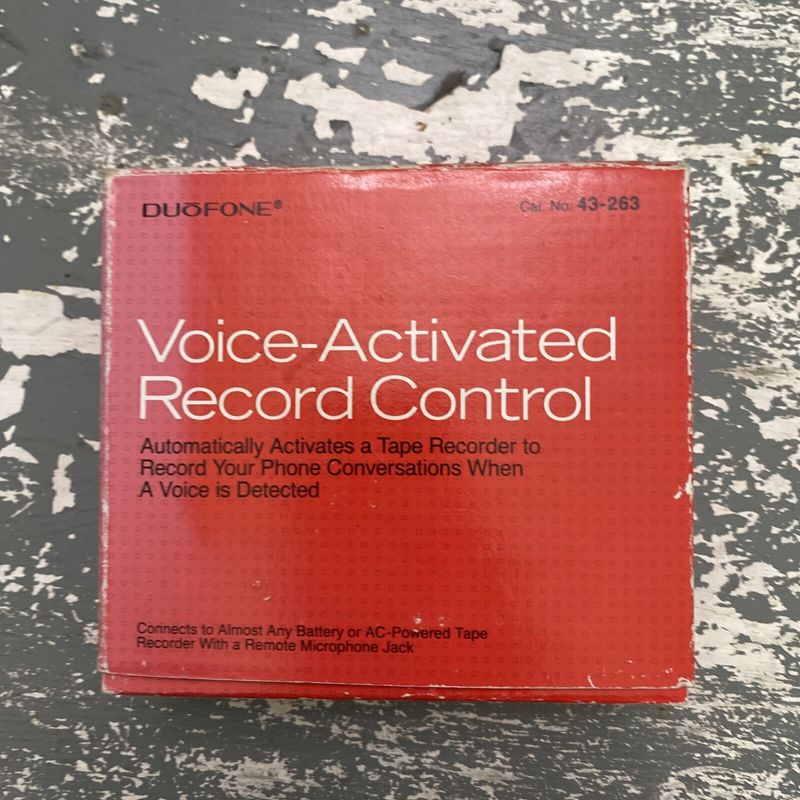 DUōFONE® Cat. No. 43-263
Voice-Activated
Record Control
Automatically Activates a Tape Recorder to
Record Your Phone Conversations When
A Voice is Detected
Connects to Almost Any Battery or AC-Powered Tape
Recorder With a Remote Microphone Jack